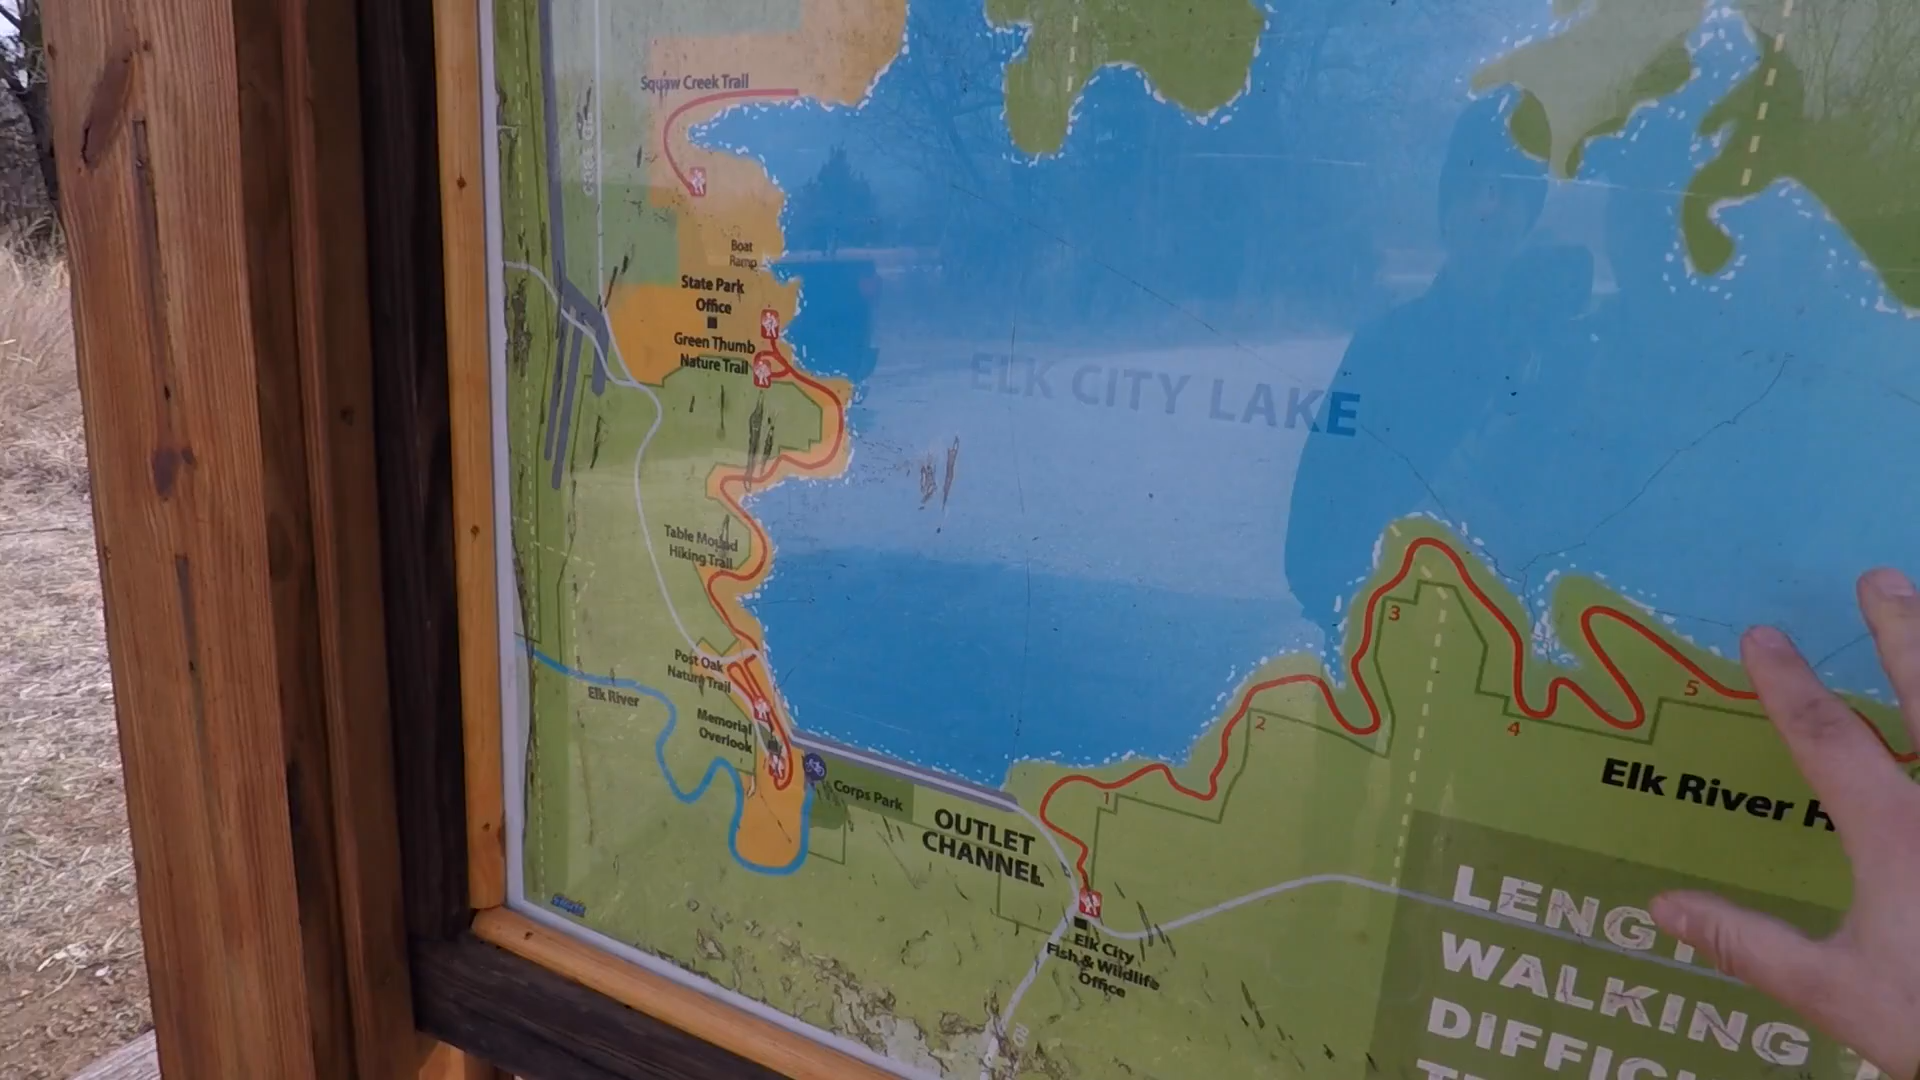 Squaw Creek Trail
Boat
Ramp
State Park
Office
Green Thumb
Nature Trail
ELK CITY LAKE
Table Mound
Hiking Trail
3
5
Post Oak
Nature Trail
Elk River
2
4
Memorial
Overlook
Elk River H
1
Corps Park
OUTLET
CHANNEL
LENGT
WALKING
DIFFIC
Elk City
Fish & Wildlife
Office